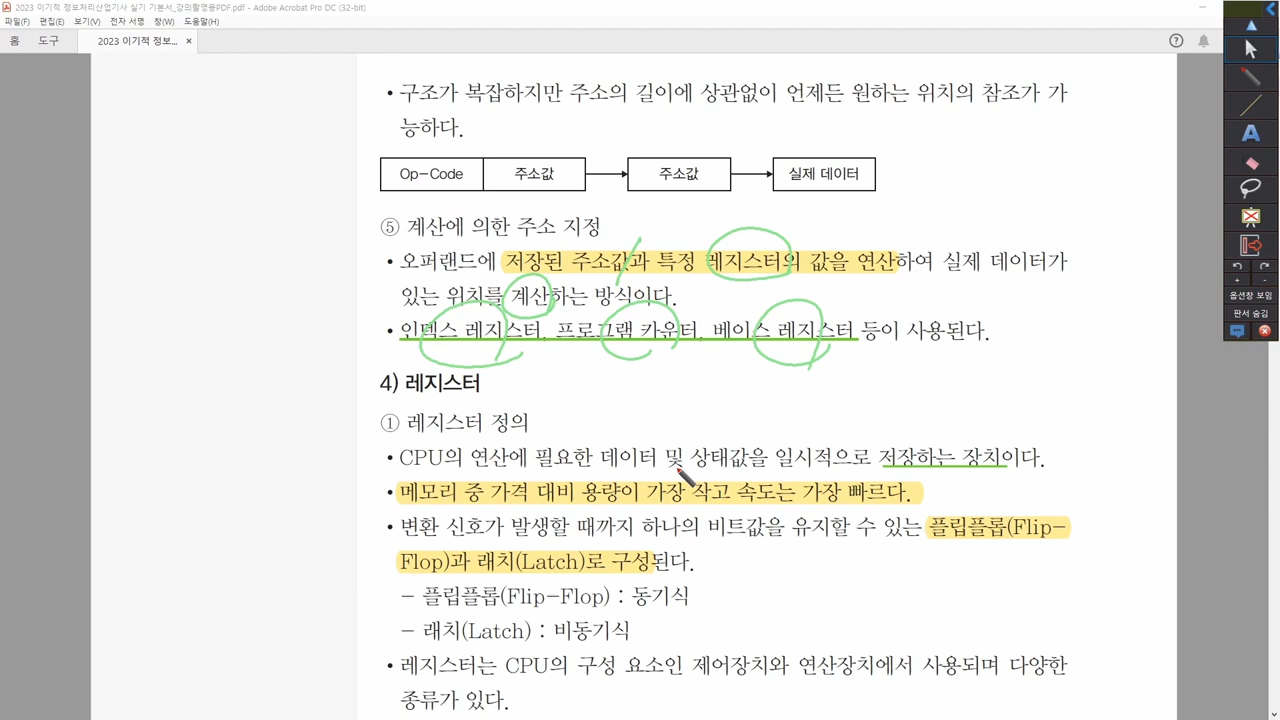 2023 이기적 정보처리산업기사 실기 기본서_강의촬영용PDF.pdf - Adobe Acrobat Pro DC (32-bit)
파일(F) 편집(E) 보기(V) 전자 서명 창(W) 도움말(H)
홈 도구 2023 이기적 정보... ×
• 구조가 복잡하지만 주소의 길이에 상관없이 언제든 원하는 위치의 참조가 가
능하다.
Op-Code 주소값 주소값 실제 데이터
⑤ 계산에 의한 주소 지정
• 오퍼랜드에 저장된 주소값과 특정 레지스터의 값을 연산하여 실제 데이터가
있는 위치를 계산하는 방식이다.
• 인덱스 레지스터, 프로그램 카운터, 베이스 레지스터 등이 사용된다.
4) 레지스터
① 레지스터 정의
• CPU의 연산에 필요한 데이터 및 상태값을 일시적으로 저장하는 장치이다.
• 메모리 중 가격 대비 용량이 가장 작고 속도는 가장 빠르다.
• 변환 신호가 발생할 때까지 하나의 비트값을 유지할 수 있는 플립플롭(Flip-
Flop)과 래치(Latch)로 구성된다.
- 플립플롭(Flip-Flop) : 동기식
- 래치(Latch) : 비동기식
• 레지스터는 CPU의 구성 요소인 제어장치와 연산장치에서 사용되며 다양한
종류가 있다.
A
옵션창 보임
판서 숨김